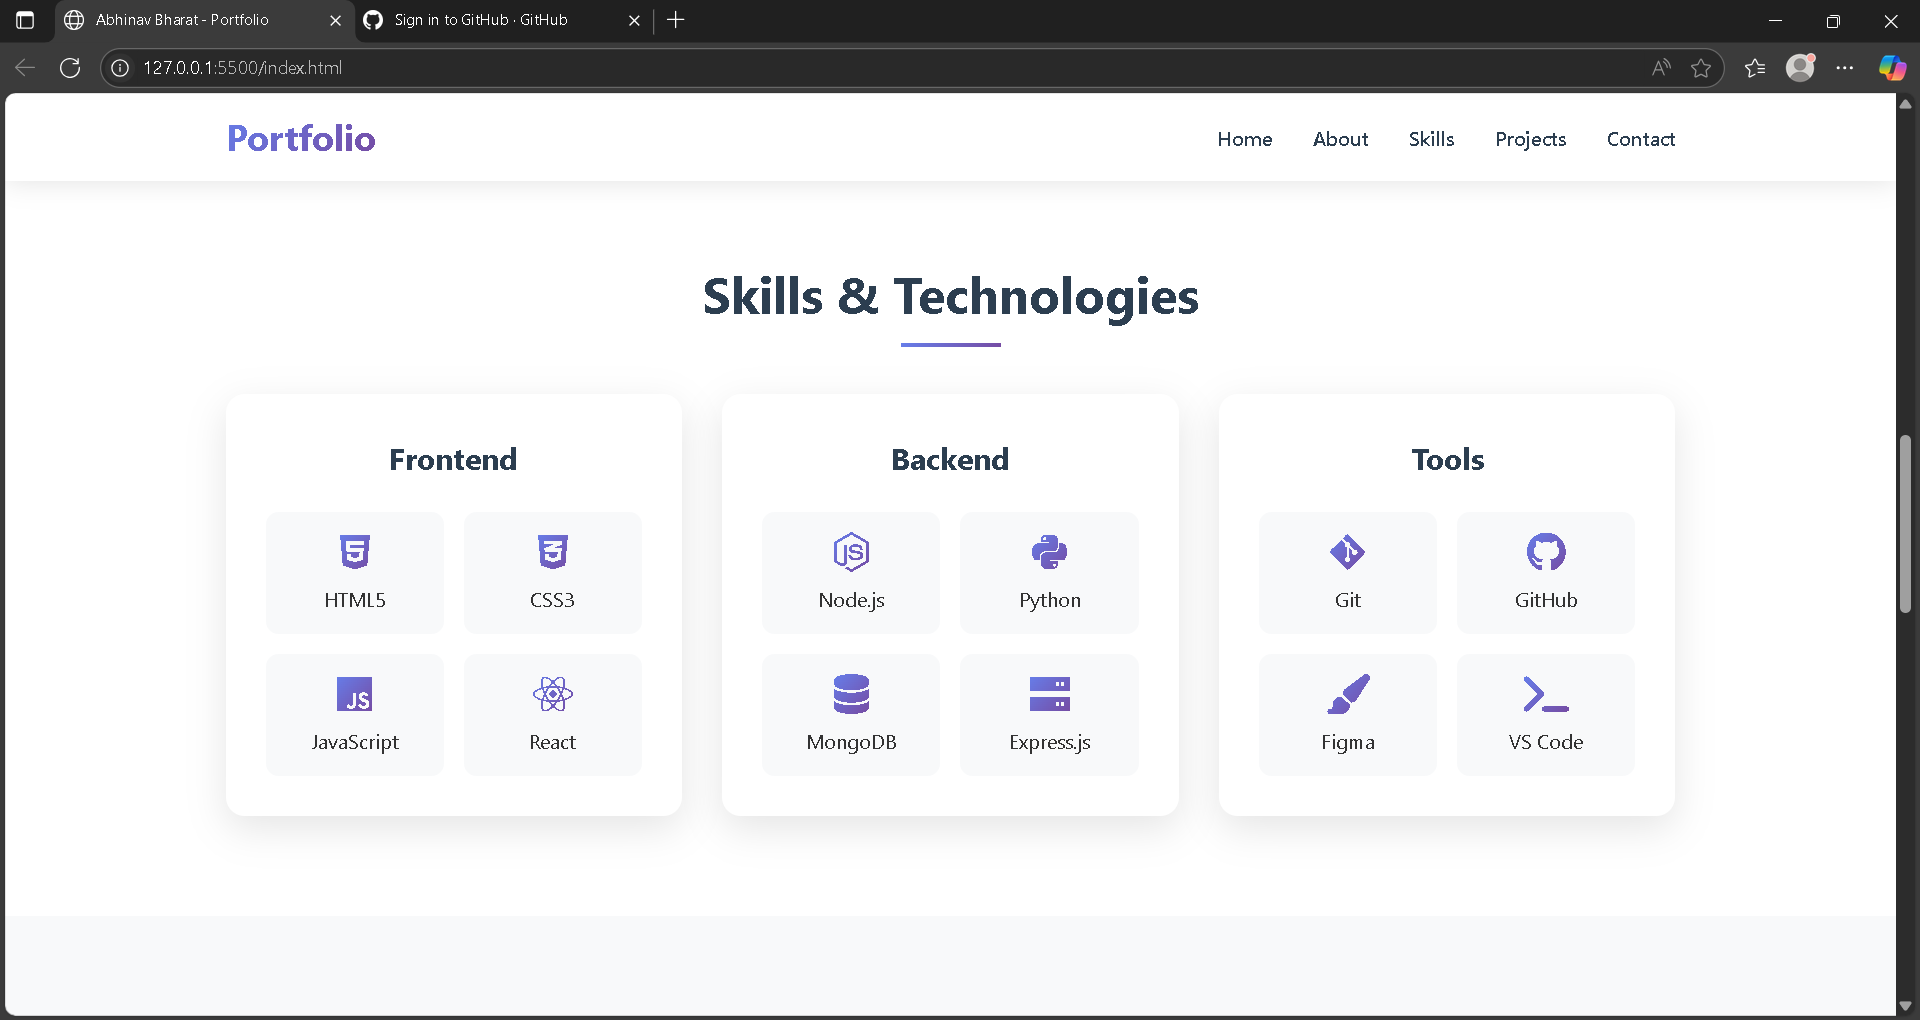 Abhinav Bharat - Portfolio
Sign in to GitHub · GitHub
127.0.0.1:5500/index.html
Portfolio
Home About Skills Projects Contact
Skills & Technologies
Frontend
HTML5 CSS3
JavaScript React
Backend
Node.js Python
MongoDB Express.js
Tools
Git GitHub
Figma VS Code